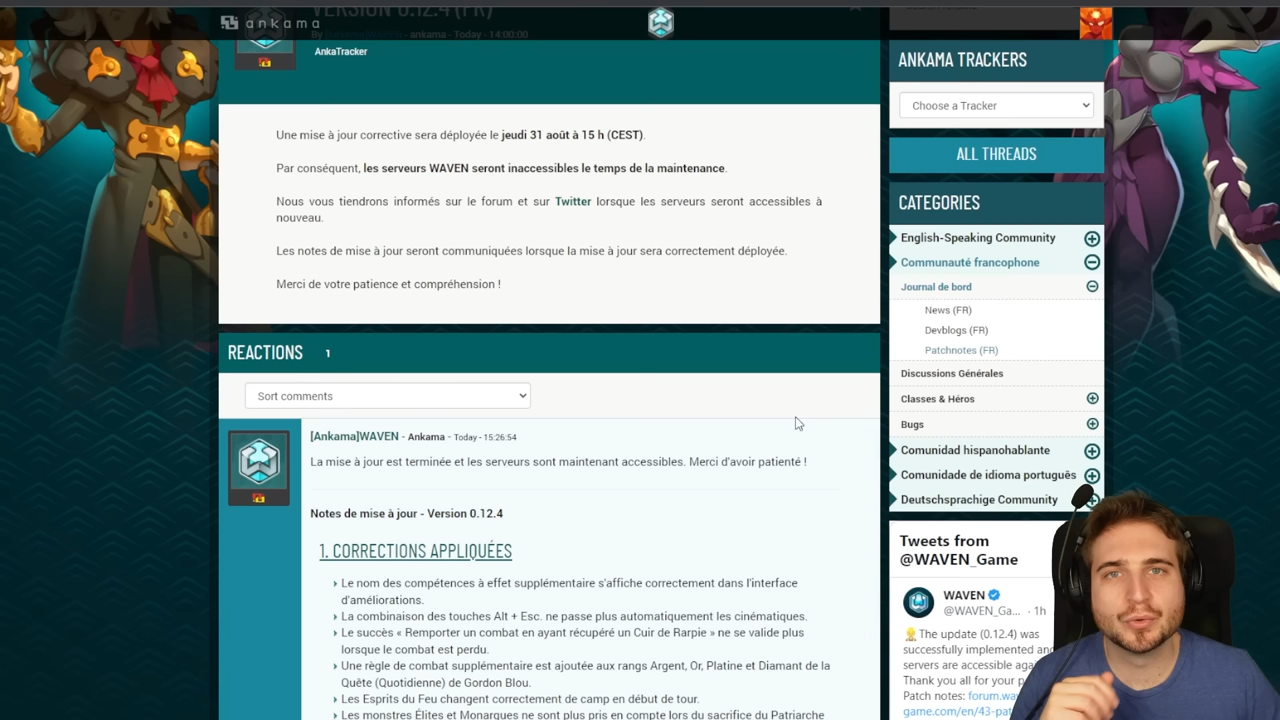 VERSION 0.12.4 (FR)
ankama
- ankama - Today - 14:00:00
AnkaTracker
Une mise à jour corrective sera déployée le jeudi 31 août à 15 h (CEST).
Par conséquent, les serveurs WAVEN seront inaccessibles le temps de la maintenance.
Nous vous tiendrons informés sur le forum et sur Twitter lorsque les serveurs seront accessibles à
nouveau.
Les notes de mise à jour seront communiquées lorsque la mise à jour sera correctement déployée.
Merci de votre patience et compréhension !
REACTIONS 1
Sort comments
[Ankama]WAVEN - Ankama - Today - 15:26:54
La mise à jour est terminée et les serveurs sont maintenant accessibles. Merci d'avoir patienté !
Notes de mise à jour - Version 0.12.4
1. CORRECTIONS APPLIQUÉES
Le nom des compétences à effet supplémentaire s'affiche correctement dans l'interface
d'améliorations.
La combinaison des touches Alt + Esc. ne passe plus automatiquement les cinématiques.
Le succès « Remporter un combat en ayant récupéré un Cuir de Rarpie » ne se valide plus
lorsque le combat est perdu.
Une règle de combat supplémentaire est ajoutée aux rangs Argent, Or, Platine et Diamant de la
Quête (Quotidienne) de Gordon Blou.
Les Esprits du Feu changent correctement de camp en début de tour.
Les monstres Élites et Monarques ne sont plus pris en compte lors du sacrifice du Patriarche
ANKAMA TRACKERS
Choose a Tracker
ALL THREADS
CATEGORIES
English-Speaking Community
Communauté francophone
Journal de bord
News (FR)
Devblogs (FR)
Patchnotes (FR)
Discussions Générales
Classes & Héros
Bugs
Comunidad hispanohablante
Comunidade de idioma português
Deutschsprachige Community
Tweets from
@WAVEN_Game
WAVEN
@WAVEN_Ga... · 1h
The update (0.12.4) was
successfully implemented and
servers are accessible
Thank you all for your
Patch notes: